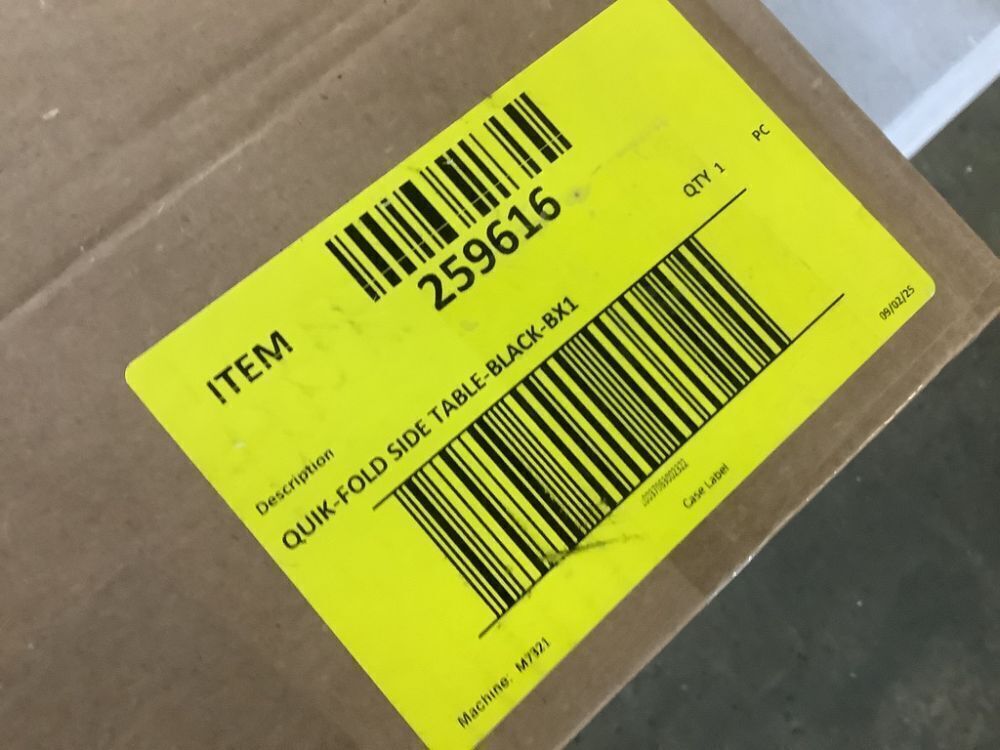 ITEM
259616
QTY 1 PC
Description
QUIK-FOLD SIDE TABLE-BLACK-BX1
Case Label
Machine: M7321
09/02/25